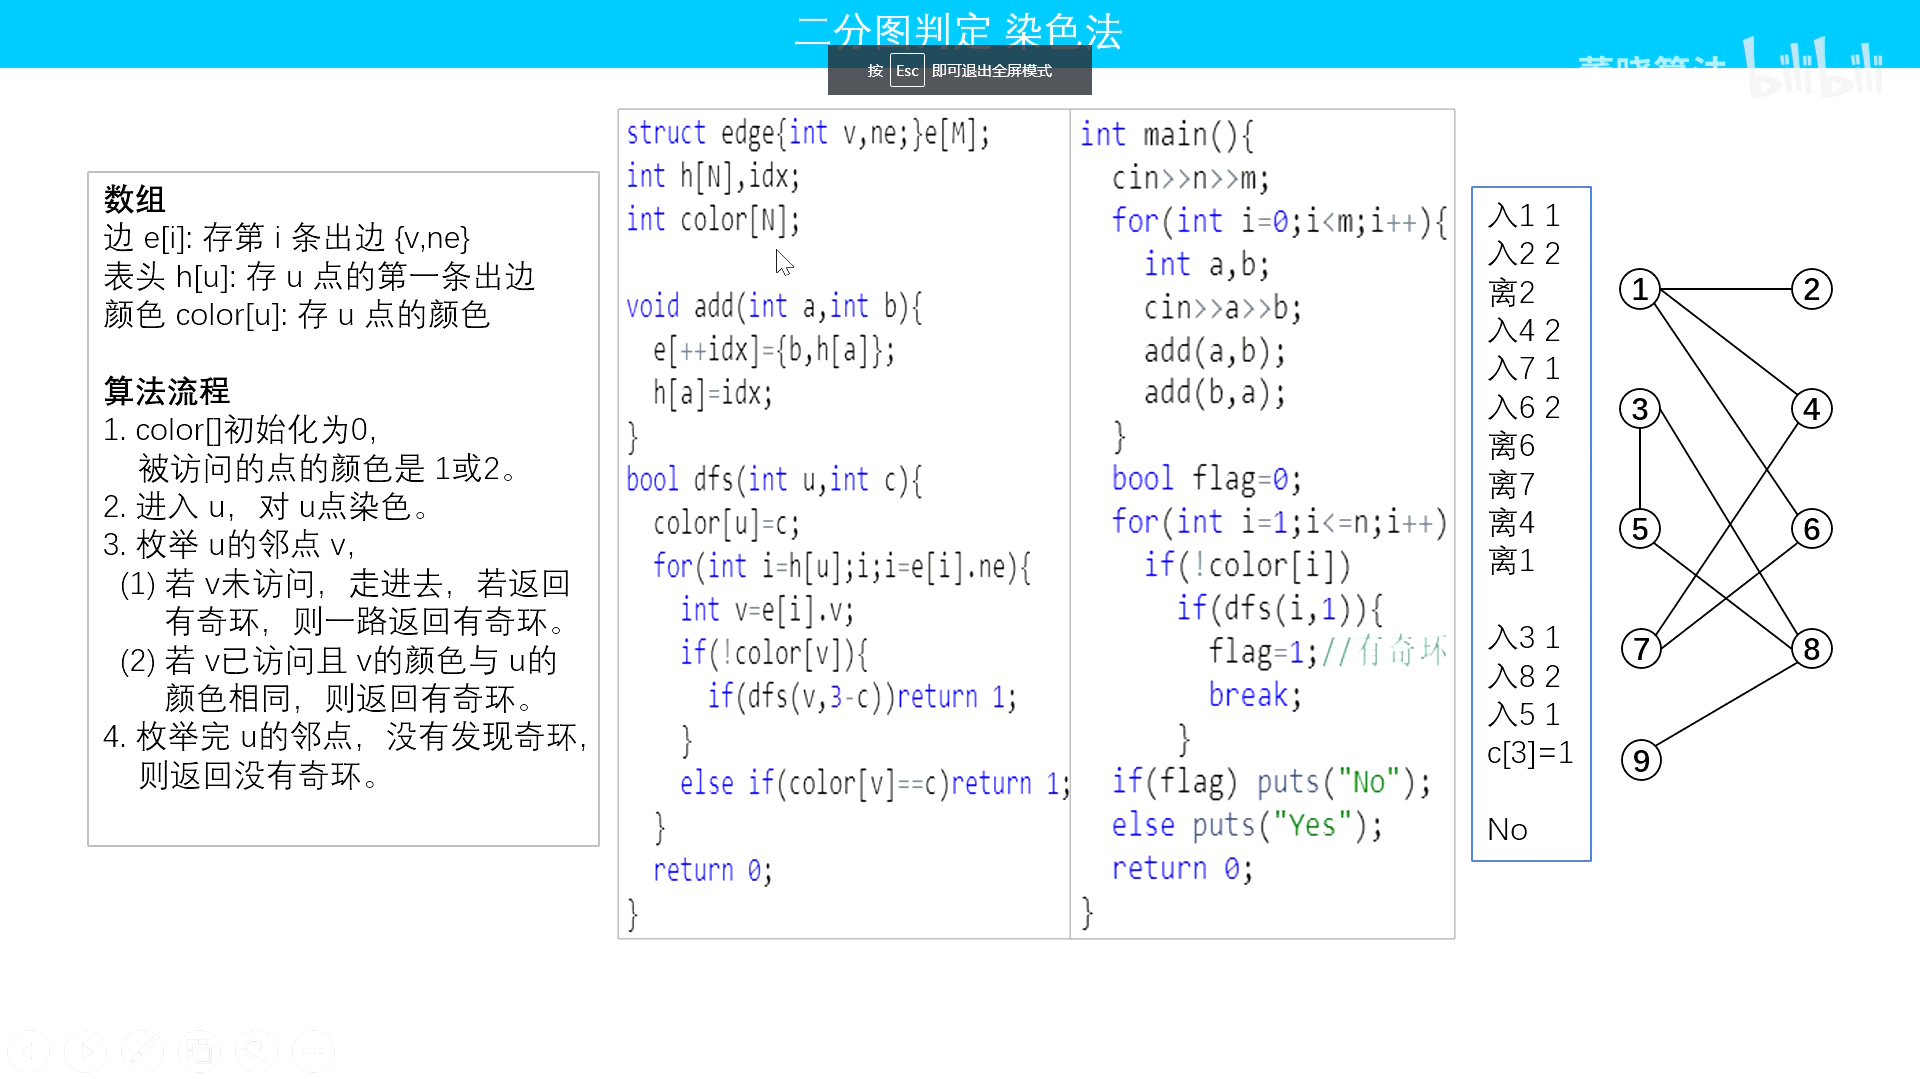 二分图判定 染色法
按 Esc 即可退出全屏模式
bilibili
数组
边 e[i]: 存第 i 条出边 {v,ne}
表头 h[u]: 存 u 点的第一条出边
颜色 color[u]: 存 u 点的颜色
算法流程
1. color[]初始化为0,
被访问的点的颜色是 1或2。
2. 进入 u，对 u点染色。
3. 枚举 u的邻点 v,
(1) 若 v未访问，走进去，若返回
有奇环，则一路返回有奇环。
(2) 若 v已访问且 v的颜色与 u的
颜色相同，则返回有奇环。
4. 枚举完 u的邻点，没有发现奇环,
则返回没有奇环。
struct edge{int v,ne;}e[M];
int h[N],idx;
int color[N];
void add(int a,int b){
e[++idx]={b,h[a]};
h[a]=idx;
}
bool dfs(int u,int c){
color[u]=c;
for(int i=h[u];i;i=e[i].ne){
int v=e[i].v;
if(!color[v]){
if(dfs(v,3-c))return 1;
}
else if(color[v]==c)return 1;
}
return 0;
}
int main(){
cin>>n>>m;
for(int i=0;i<m;i++){
int a,b;
cin>>a>>b;
add(a,b);
add(b,a);
}
bool flag=0;
for(int i=1;i<=n;i++)
if(!color[i])
if(dfs(i,1)){
flag=1;//有奇环
break;
}
if(flag) puts("No");
else puts("Yes");
return 0;
}
入1 1
入2 2
离2
入4 2
入7 1
入6 2
离6
离7
离4
离1
入3 1
入8 2
入5 1
c[3]=1
No
1
2
3
4
5
6
7
8
9